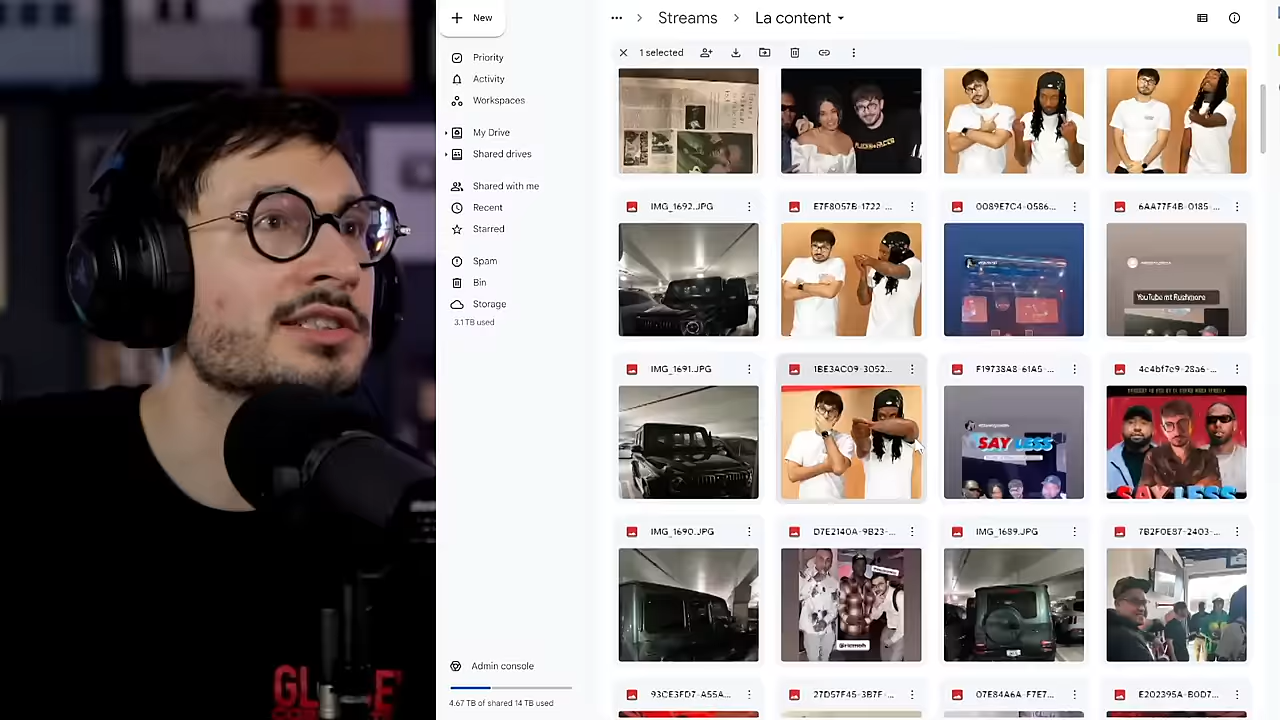 New
Streams
La content
1 selected
Priority
Activity
Workspaces
My Drive
Shared drives
Shared with me
Recent
Starred
Spam
Bin
Storage
3.1 TB used
IMG_1692.JPG
E7F8057B-1722-...
0089E7C4-0586...
6AA77F4B-0185-...
YouTube mt Rushmore
IMG_1691.JPG
1BE3AC09-3052...
F19738A8-61A5-...
4c4bf7c9-28a6-...
SAY LESS
SAY LESS
IMG_1690.JPG
D7E2140A-9B23-...
IMG_1689.JPG
7B2F0E87-2403-...
93CE3FD7-A55A...
27D57F45-3B7F-...
07E84A6A-F7E7...
E202395A-B0D7...
Admin console
4.67 TB of shared 14 TB used